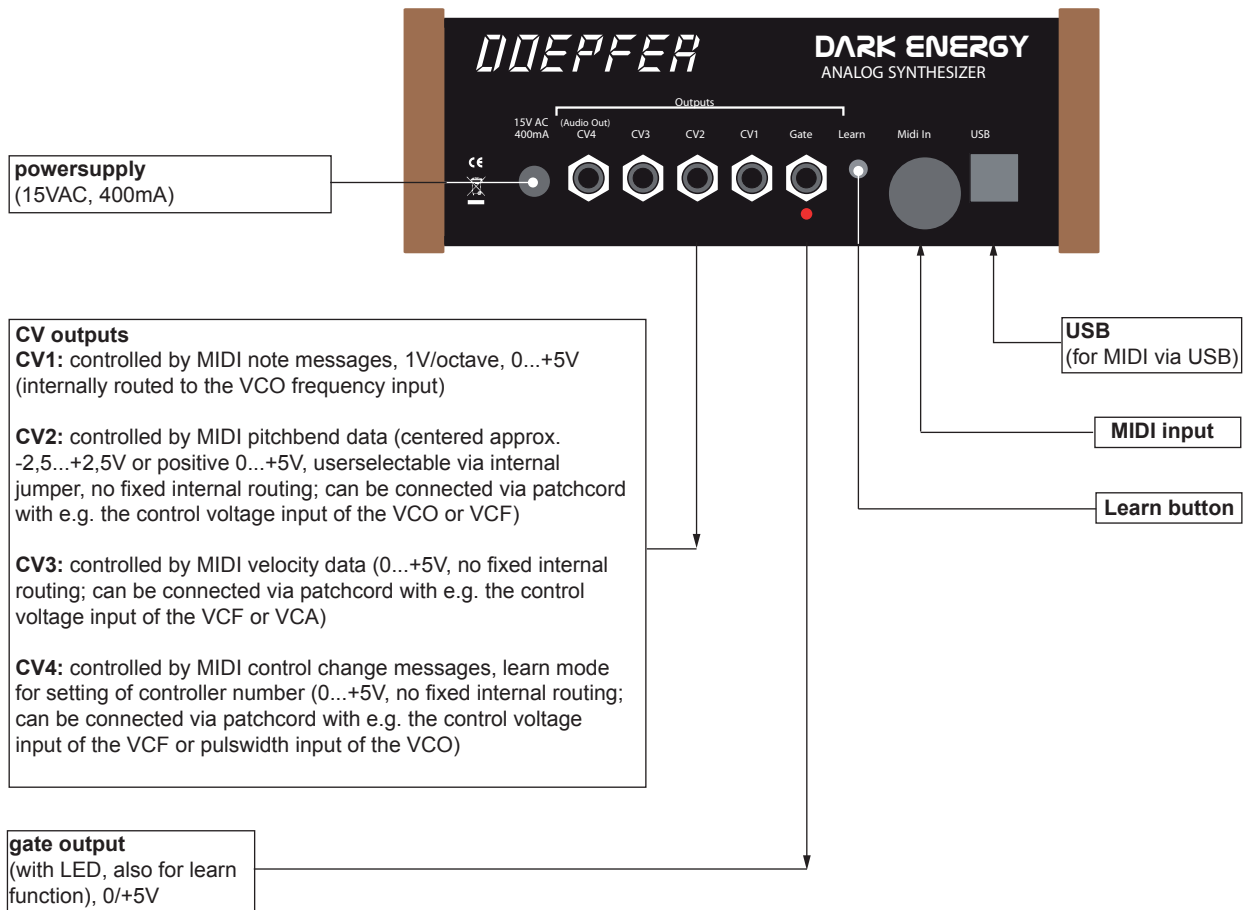 DOEPFER
DARK ENERGY
ANALOG SYNTHESIZER
Outputs
15V AC
400mA
(Audio Out)
CV4
CV3
CV2
CV1
Gate
Learn
Midi In
USB
CE
powersupply
(15VAC, 400mA)
CV outputs
CV1: controlled by MIDI note messages, 1V/octave, 0...+5V
(internally routed to the VCO frequency input)
CV2: controlled by MIDI pitchbend data (centered approx.
-2,5...+2,5V or positive 0...+5V, userselectable via internal
jumper, no fixed internal routing; can be connected via patchcord
with e.g. the control voltage input of the VCO or VCF)
CV3: controlled by MIDI velocity data (0...+5V, no fixed internal
routing; can be connected via patchcord with e.g. the control
voltage input of the VCF or VCA)
CV4: controlled by MIDI control change messages, learn mode
for setting of controller number (0...+5V, no fixed internal routing;
can be connected via patchcord with e.g. the control voltage
input of the VCF or pulswidth input of the VCO)
USB
(for MIDI via USB)
MIDI input
Learn button
gate output
(with LED, also for learn
function), 0/+5V